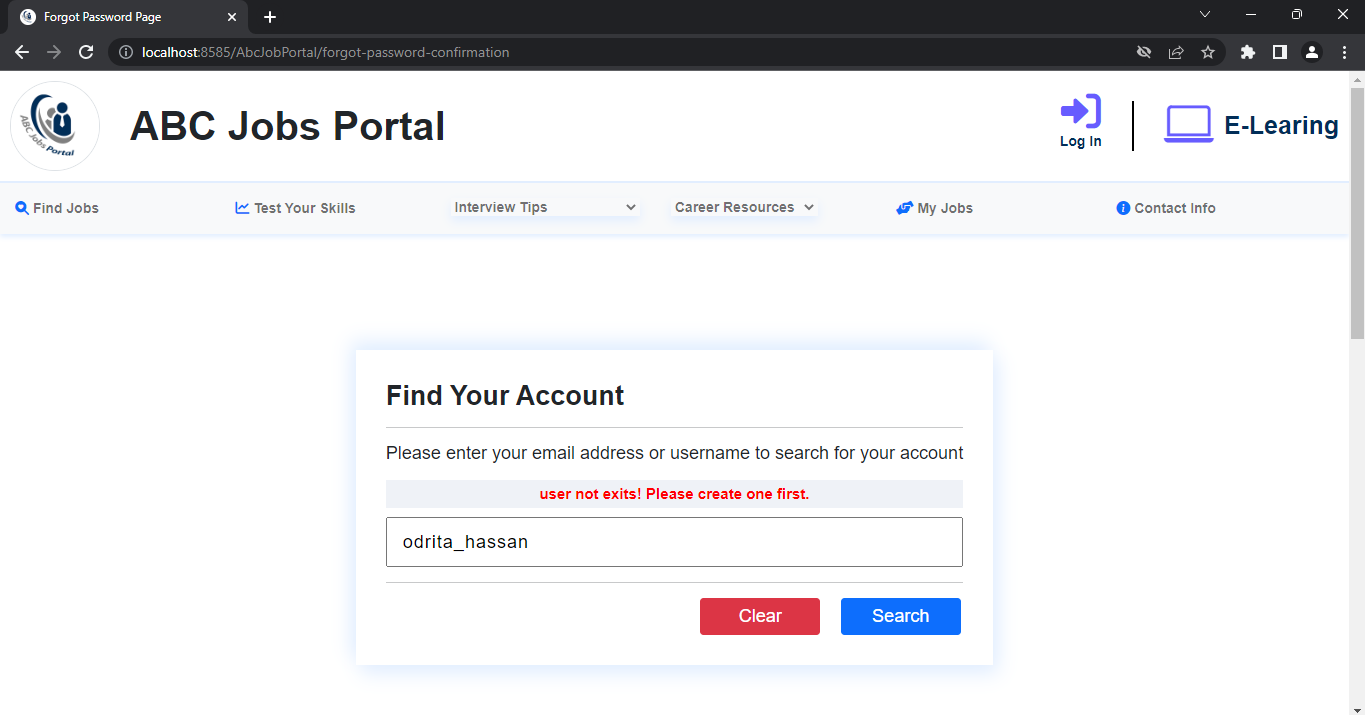 Forgot Password Page
localhost:8585/AbcJobPortal/forgot-password-confirmation
ABC Jobs Portal
ABC Jobs Portal
Log In
E-Learing
Find Jobs
Test Your Skills
Interview Tips
Career Resources
My Jobs
Contact Info
Find Your Account
Please enter your email address or username to search for your account
user not exits! Please create one first.
odrita_hassan
Clear
Search